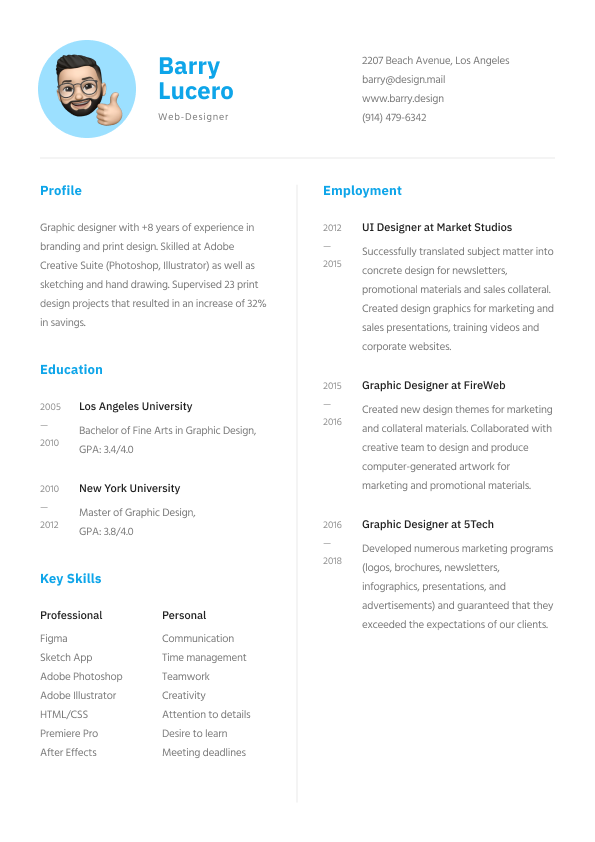 Barry
Lucero
Web-Designer
2207 Beach Avenue, Los Angeles
barry@design.mail
www.barry.design
(914) 479-6342
Profile
Graphic designer with +8 years of experience in
branding and print design. Skilled at Adobe
Creative Suite (Photoshop, Illustrator) as well as
sketching and hand drawing. Supervised 23 print
design projects that resulted in an increase of 32%
in savings.
Education
2005
—
2010
Los Angeles University
Bachelor of Fine Arts in Graphic Design,
GPA: 3.4/4.0
2010
—
2012
New York University
Master of Graphic Design,
GPA: 3.8/4.0
Key Skills
Professional
Figma
Sketch App
Adobe Photoshop
Adobe Illustrator
HTML/CSS
Premiere Pro
After Effects
Personal
Communication
Time management
Teamwork
Creativity
Attention to details
Desire to learn
Meeting deadlines
Employment
2012
—
2015
UI Designer at Market Studios
Successfully translated subject matter into
concrete design for newsletters,
promotional materials and sales collateral.
Created design graphics for marketing and
sales presentations, training videos and
corporate websites.
2015
—
2016
Graphic Designer at FireWeb
Created new design themes for marketing
and collateral materials. Collaborated with
creative team to design and produce
computer-generated artwork for
marketing and promotional materials.
2016
—
2018
Graphic Designer at 5Tech
Developed numerous marketing programs
(logos, brochures, newsletters,
infographics, presentations, and
advertisements) and guaranteed that they
exceeded the expectations of our clients.